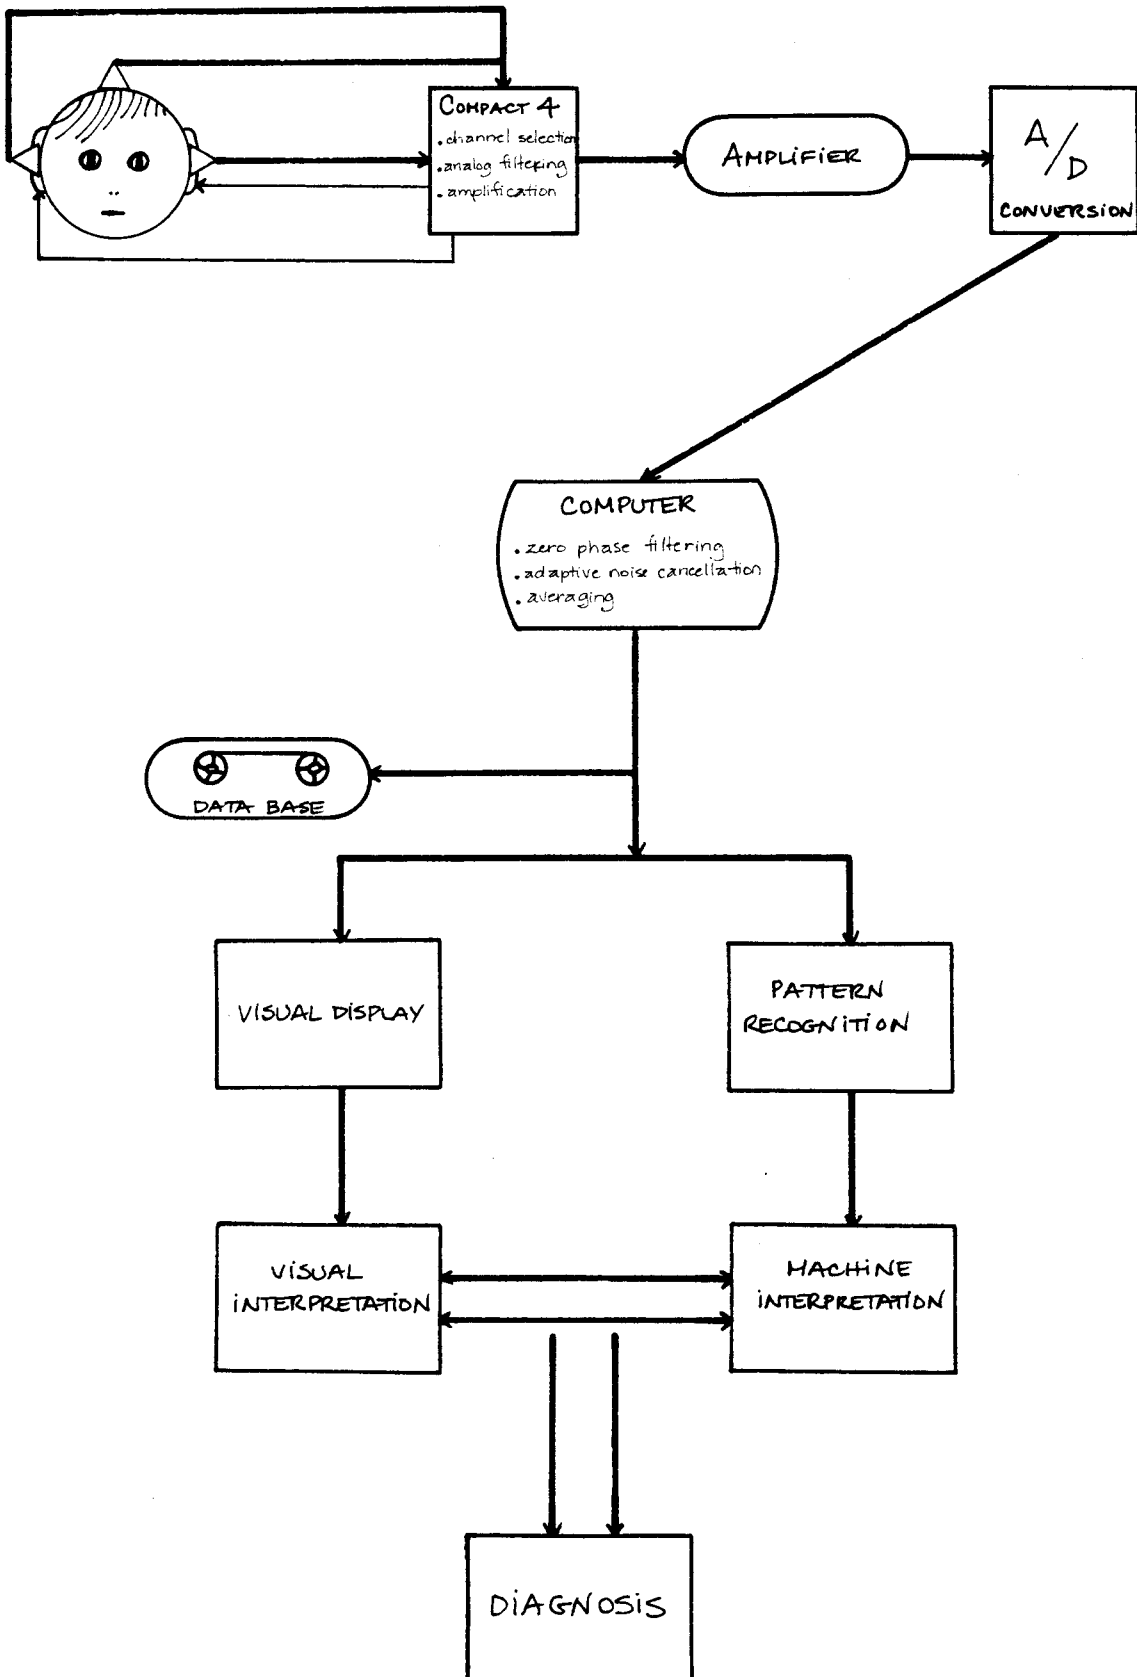 COMPACT 4
. channel selection
. analog filtering
. amplification
AMPLIFIER
A/D
CONVERSION
COMPUTER
. zero phase filtering
. adaptive noise cancellation
. averaging
DATA BASE
VISUAL DISPLAY
PATTERN
RECOGNITION
VISUAL
INTERPRETATION
MACHINE
INTERPRETATION
DIAGNOSIS